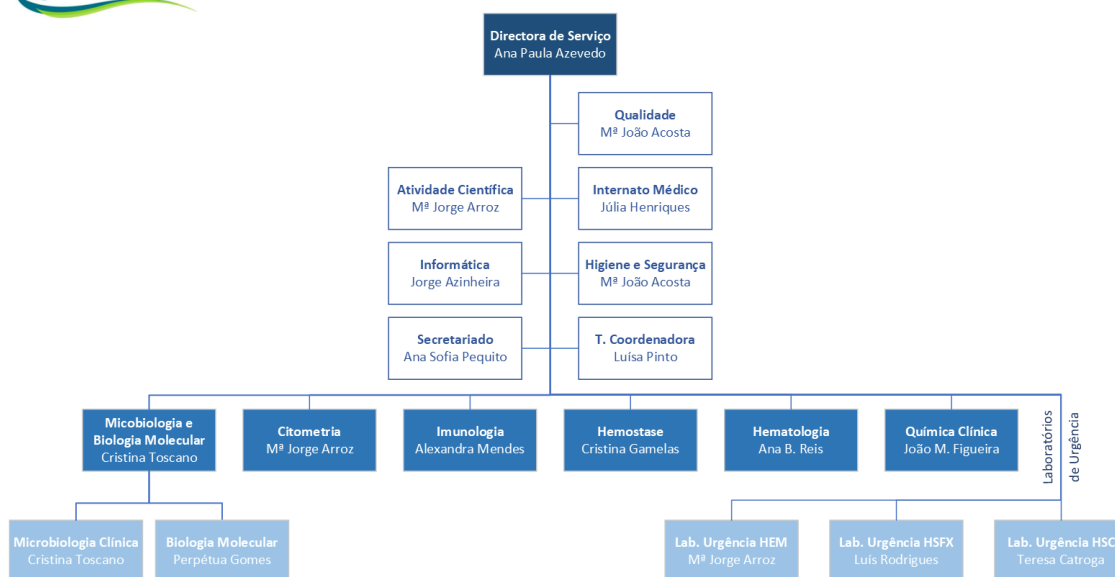 Directora de Serviço
Ana Paula Azevedo
Qualidade
Mª João Acosta
Atividade Científica
Mª Jorge Arroz
Internato Médico
Júlia Henriques
Informática
Jorge Azinheira
Higiene e Segurança
Mª João Acosta
Secretariado
Ana Sofia Pequito
T. Coordenadora
Luísa Pinto
Micobiologia e
Biologia Molecular
Cristina Toscano
Citometria
Mª Jorge Arroz
Imunologia
Alexandra Mendes
Hemostase
Cristina Gamelas
Hematologia
Ana B. Reis
Química Clínica
João M. Figueira
Laboratórios
de Urgência
Microbiologia Clínica
Cristina Toscano
Biologia Molecular
Perpétua Gomes
Lab. Urgência HEM
Mª Jorge Arroz
Lab. Urgência HSFX
Luís Rodrigues
Lab. Urgência HSC
Teresa Catroga